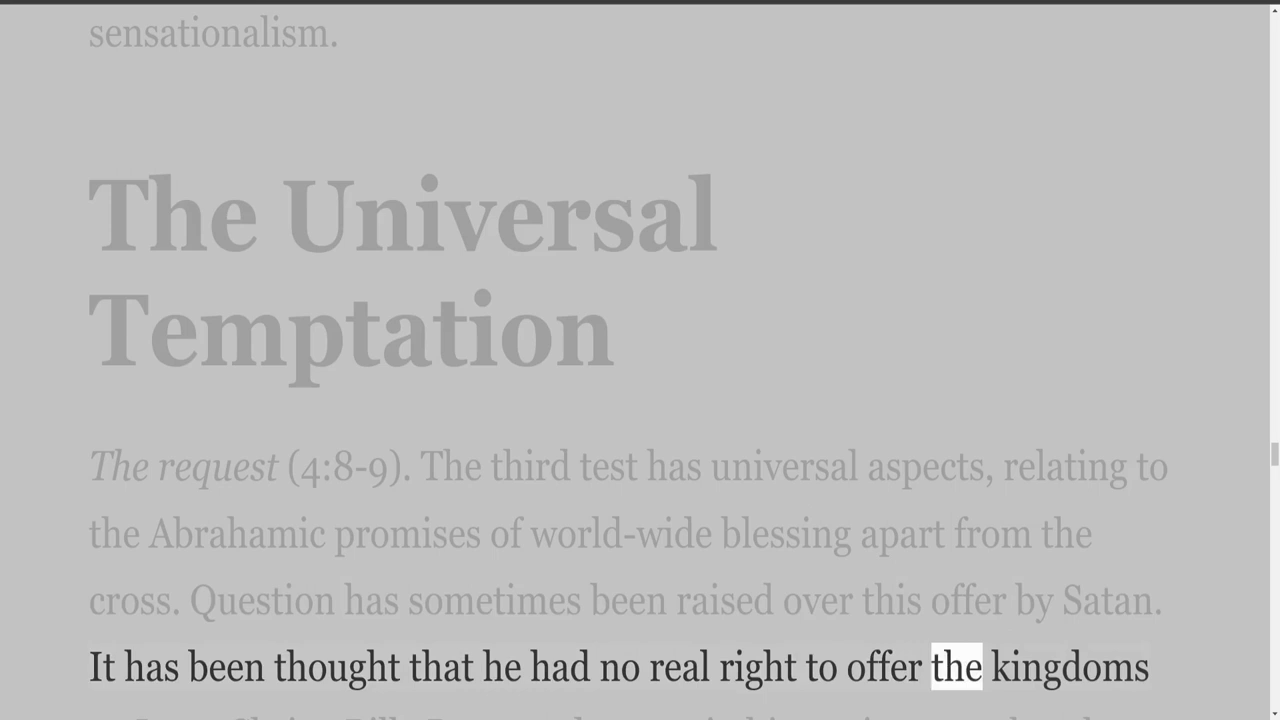 sensationalism.
The Universal
Temptation
The request (4:8-9). The third test has universal aspects, relating to
the Abrahamic promises of world-wide blessing apart from the
cross. Question has sometimes been raised over this offer by Satan.
It has been thought that he had no real right to offer the kingdoms